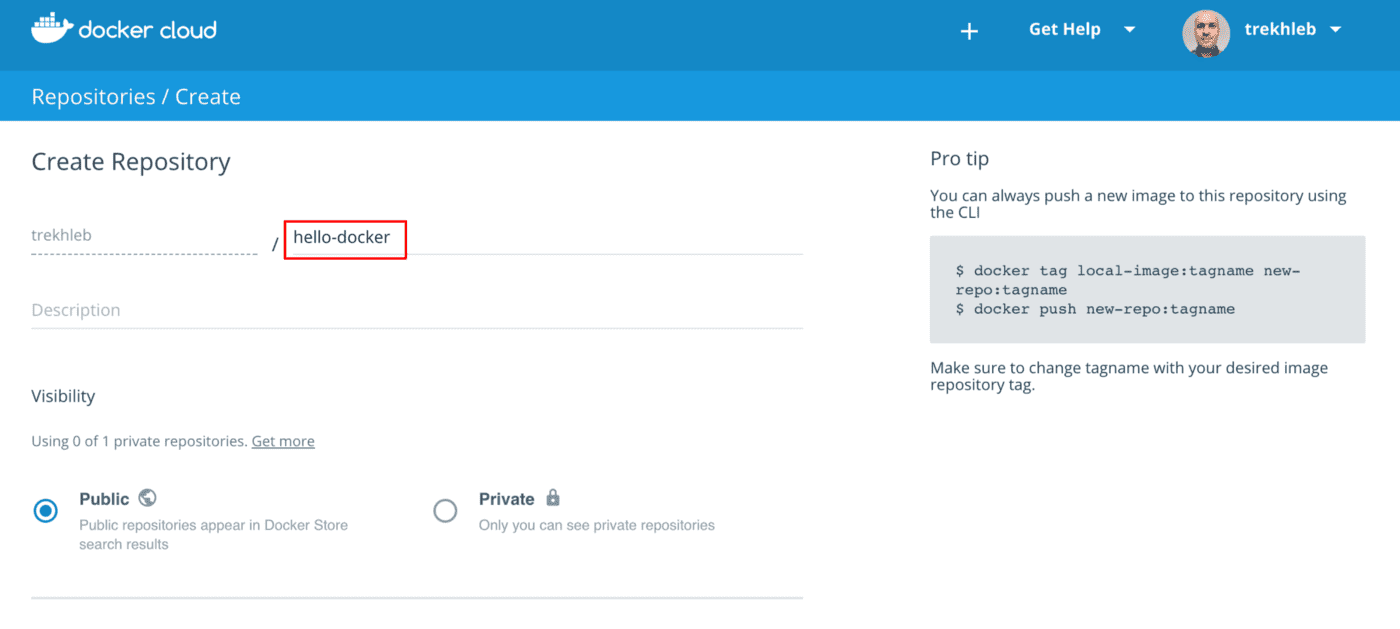 docker cloud
Get Help
trekhleb
Repositories / Create
Create Repository
trekhleb
/
hello-docker
Description
Visibility
Using 0 of 1 private repositories. Get more
Public
Public repositories appear in Docker Store
search results
Private
Only you can see private repositories
Pro tip
You can always push a new image to this repository using
the CLI
$ docker tag local-image:tagname new-
repo:tagname
$ docker push new-repo:tagname
Make sure to change tagname with your desired image
repository tag.